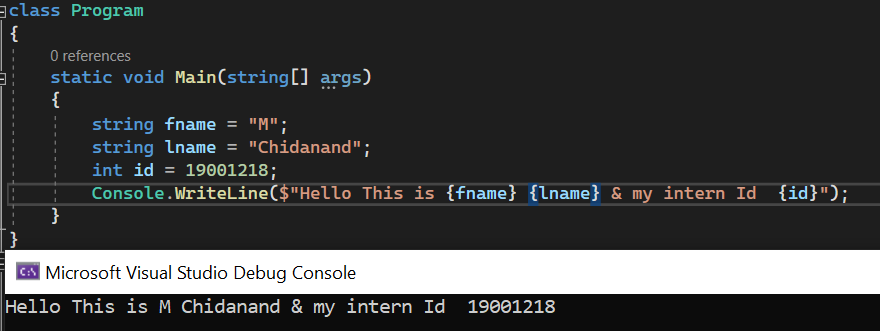 class Program
{
0 references
static void Main(string[] args)
{
string fname = "M";
string lname = "Chidanand";
int id = 19001218;
Console.WriteLine($"Hello This is {fname} {lname} & my intern Id  {id}");
}
}
C:\ Microsoft Visual Studio Debug Console
Hello This is M Chidanand & my intern Id  19001218